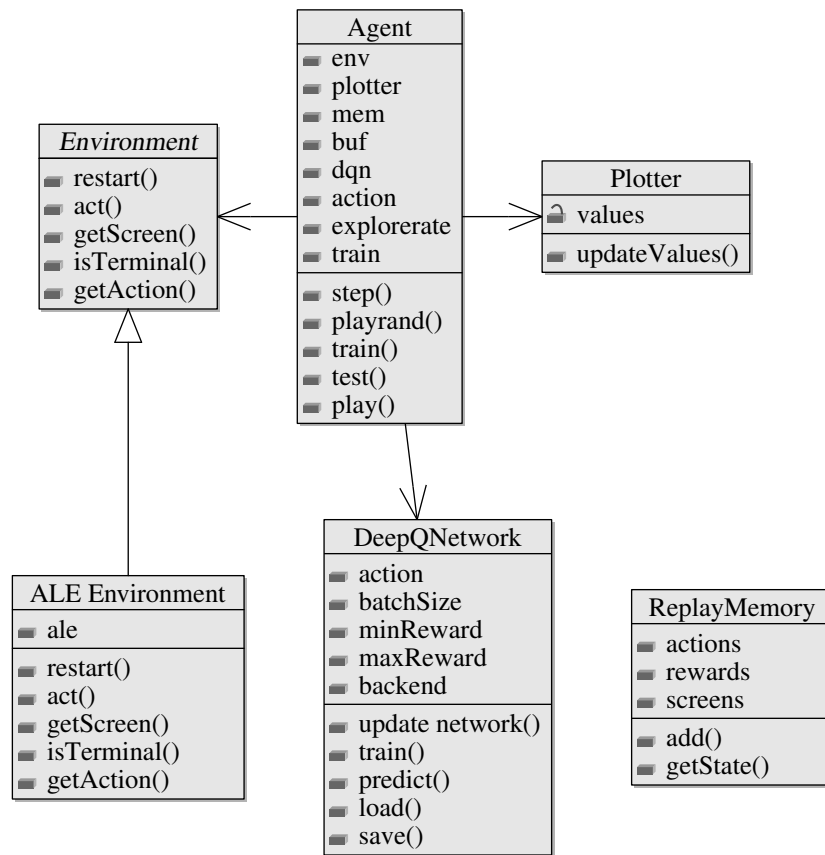 Agent
env
plotter
mem
buf
dqn
action
explorerate
train
step()
playrand()
train()
test()
play()
Environment
restart()
act()
getScreen()
isTerminal()
getAction()
Plotter
values
updateValues()
ALE Environment
ale
restart()
act()
getScreen()
isTerminal()
getAction()
DeepQNetwork
action
batchSize
minReward
maxReward
backend
update network()
train()
predict()
load()
save()
ReplayMemory
actions
rewards
screens
add()
getState()